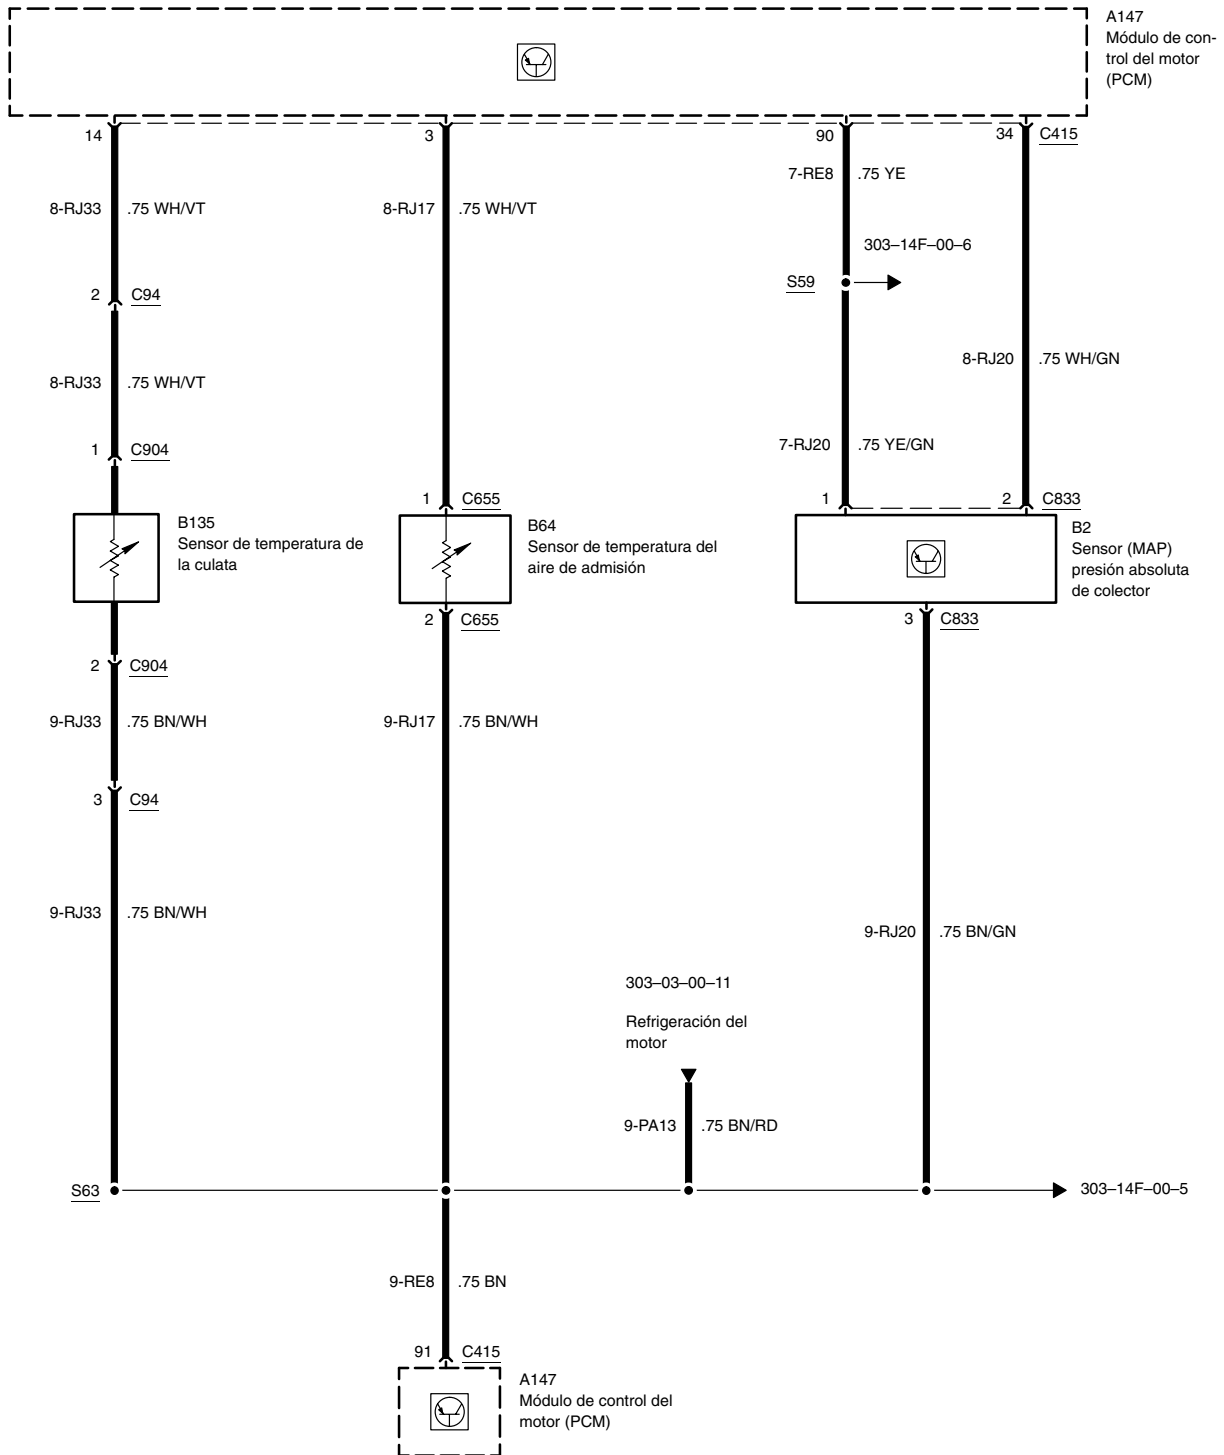 A147
Módulo de con-
trol del motor
(PCM)
14
3
90
34
C415
7-RE8
.75 YE
8-RJ33
.75 WH/VT
8-RJ17
.75 WH/VT
303–14F–00–6
S59
2
C94
8-RJ20
.75 WH/GN
8-RJ33
.75 WH/VT
7-RJ20
.75 YE/GN
1
C904
1
C655
1
2
C833
B135
Sensor de temperatura de
la culata
B64
Sensor de temperatura del
aire de admisión
B2
Sensor (MAP)
presión absoluta
de colector
2
C655
3
C833
2
C904
9-RJ33
.75 BN/WH
9-RJ17
.75 BN/WH
3
C94
9-RJ33
.75 BN/WH
9-RJ20
.75 BN/GN
303–03–00–11
Refrigeración del
motor
9-PA13
.75 BN/RD
S63
303–14F–00–5
9-RE8
.75 BN
91
C415
A147
Módulo de control del
motor (PCM)